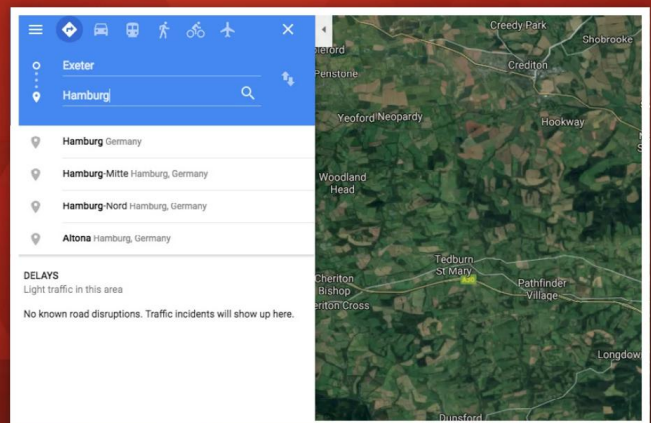 Exeter
Hamburg
Hamburg Germany
Hamburg-Mitte Hamburg, Germany
Hamburg-Nord Hamburg, Germany
Altona Hamburg, Germany
DELAYS
Light traffic in this area
No known road disruptions. Traffic incidents will show up here.
Creedy Park
Shobrooke
Crediton
Penstone
Yeoford Neopardy
Hookway
Woodland
Head
Tedburn
St Mary
Cheriton
Bishop
Pathfinder
Village
eriton Cross
Longdow
Dunsford